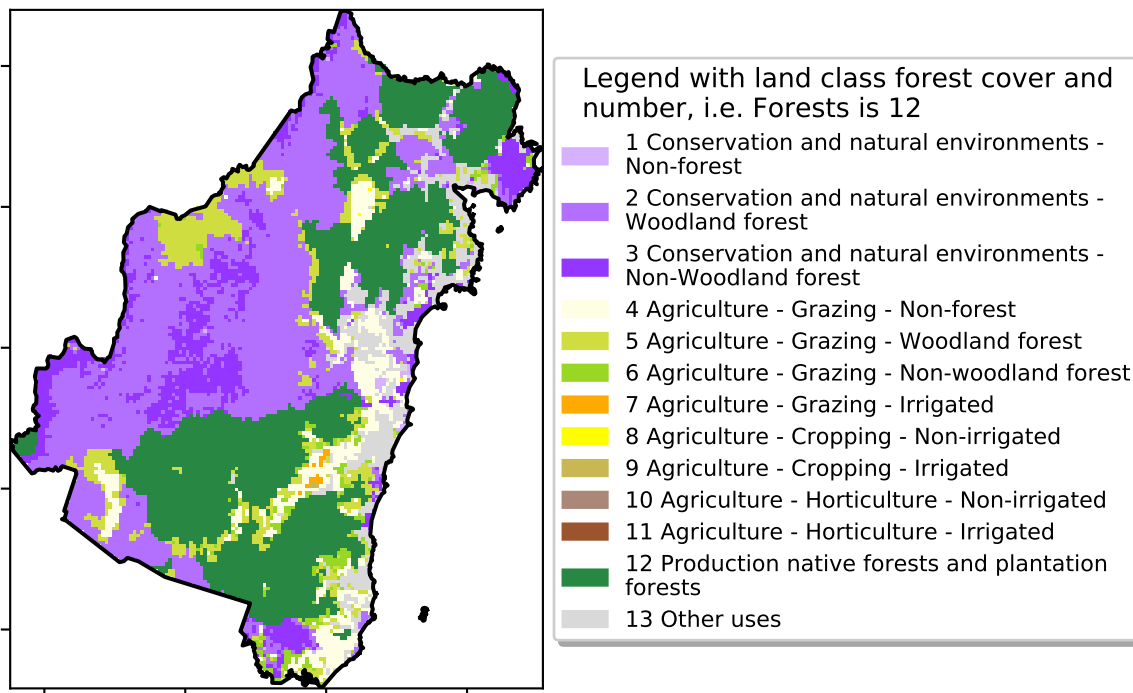 Legend with land class forest cover and
number, i.e. Forests is 12
1 Conservation and natural environments -
Non-forest
2 Conservation and natural environments -
Woodland forest
3 Conservation and natural environments -
Non-Woodland forest
4 Agriculture - Grazing - Non-forest
5 Agriculture - Grazing - Woodland forest
6 Agriculture - Grazing - Non-woodland forest
7 Agriculture - Grazing - Irrigated
8 Agriculture - Cropping - Non-irrigated
9 Agriculture - Cropping - Irrigated
10 Agriculture - Horticulture - Non-irrigated
11 Agriculture - Horticulture - Irrigated
12 Production native forests and plantation
forests
13 Other uses